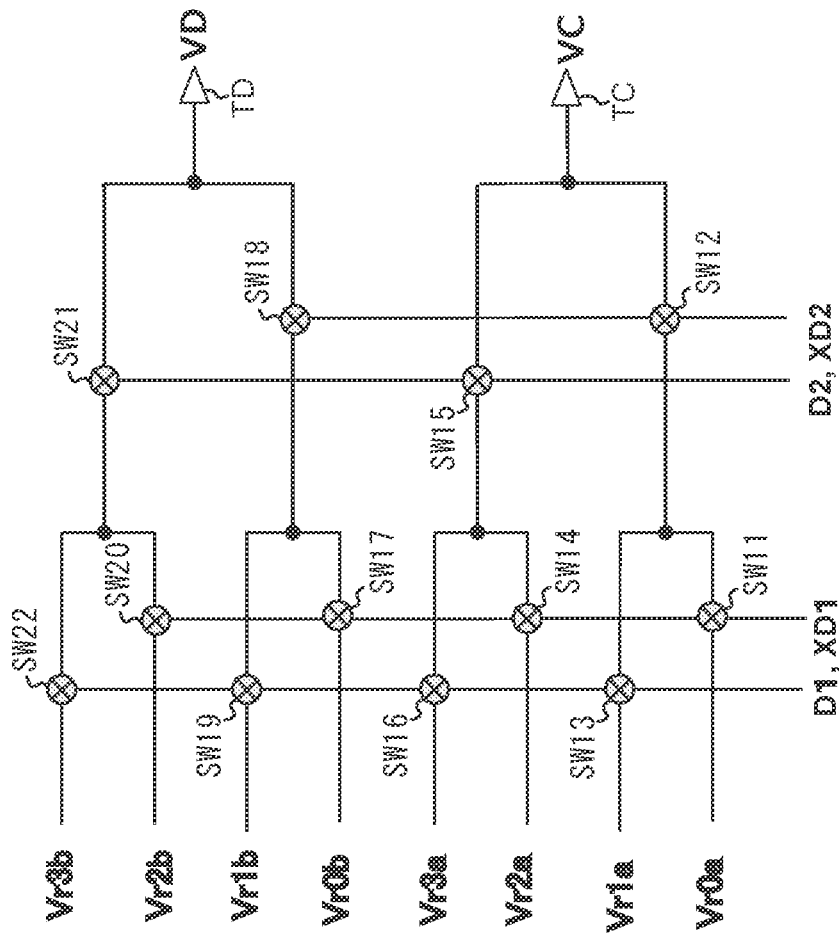 VD
TD
VC
TC
SW21
SW18
SW15
SW12
D2, XD2
SW22
SW20
SW19
SW17
SW16
SW14
SW13
SW11
D1, XD1
Vr3b
Vr2b
Vr1b
Vr0b
Vr3a
Vr2a
Vr1a
Vr0a